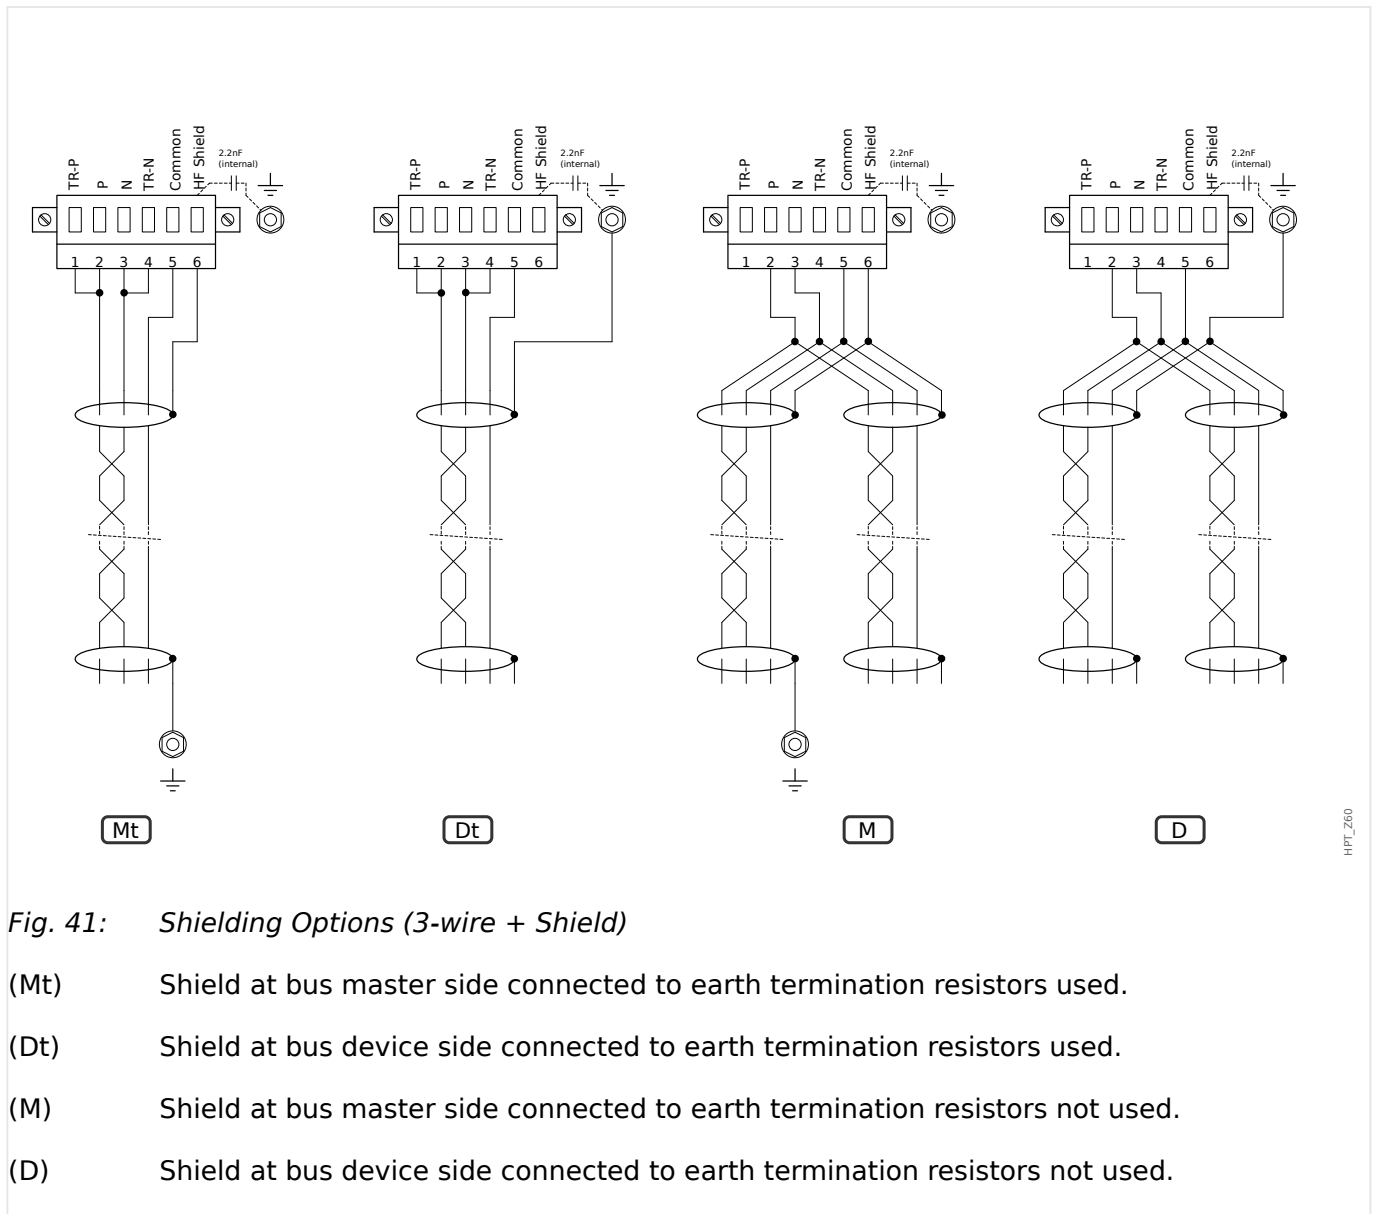 TR-P P N TR-N Common HF Shield 2.2nF (internal)
1 2 3 4 5 6
TR-P P N TR-N Common HF Shield 2.2nF (internal)
1 2 3 4 5 6
TR-P P N TR-N Common HF Shield 2.2nF (internal)
1 2 3 4 5 6
TR-P P N TR-N Common HF Shield 2.2nF (internal)
1 2 3 4 5 6
Mt Dt M D
HPT_Z60
Fig. 41: Shielding Options (3-wire + Shield)
(Mt) Shield at bus master side connected to earth termination resistors used.
(Dt) Shield at bus device side connected to earth termination resistors used.
(M) Shield at bus master side connected to earth termination resistors not used.
(D) Shield at bus device side connected to earth termination resistors not used.